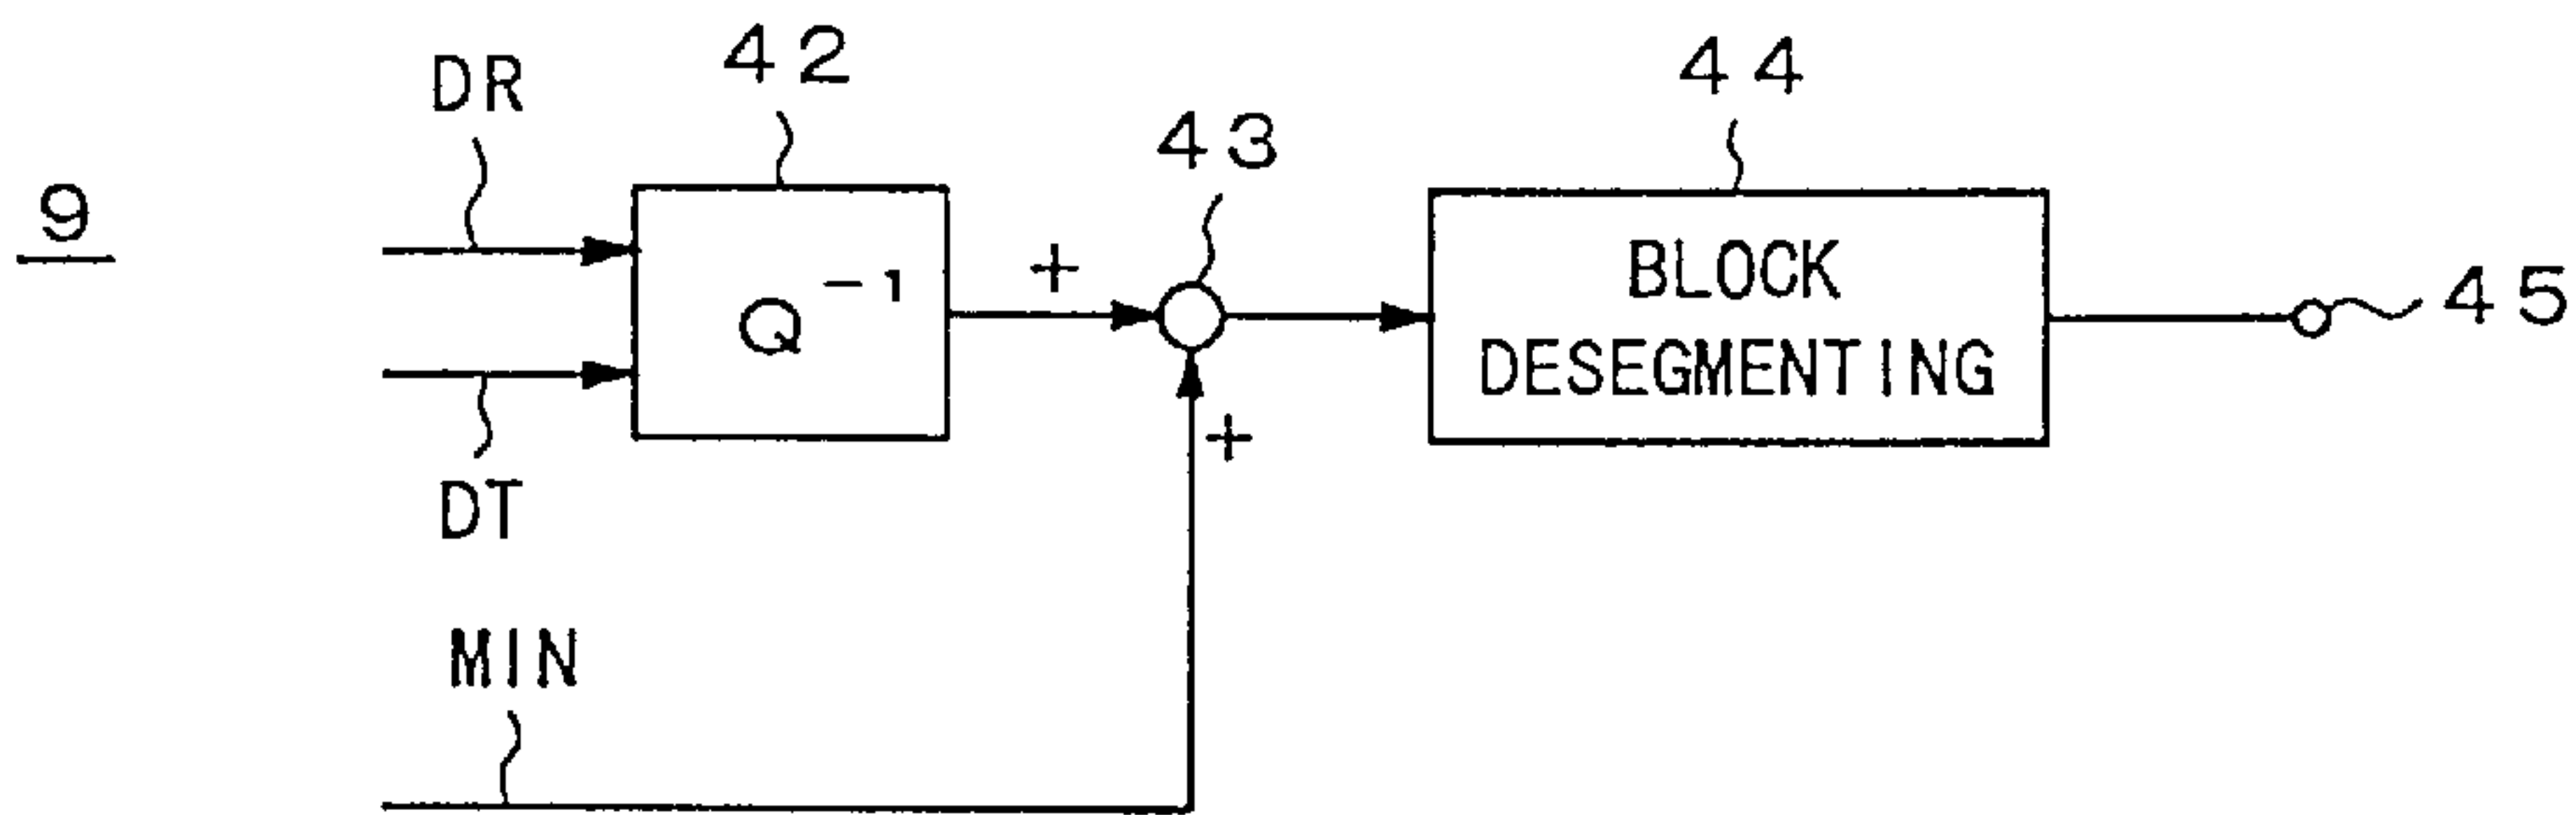 42
44
DR
43
9
+
BLOCK
Q⁻¹
45
DESEGMENTING
+
DT
MIN